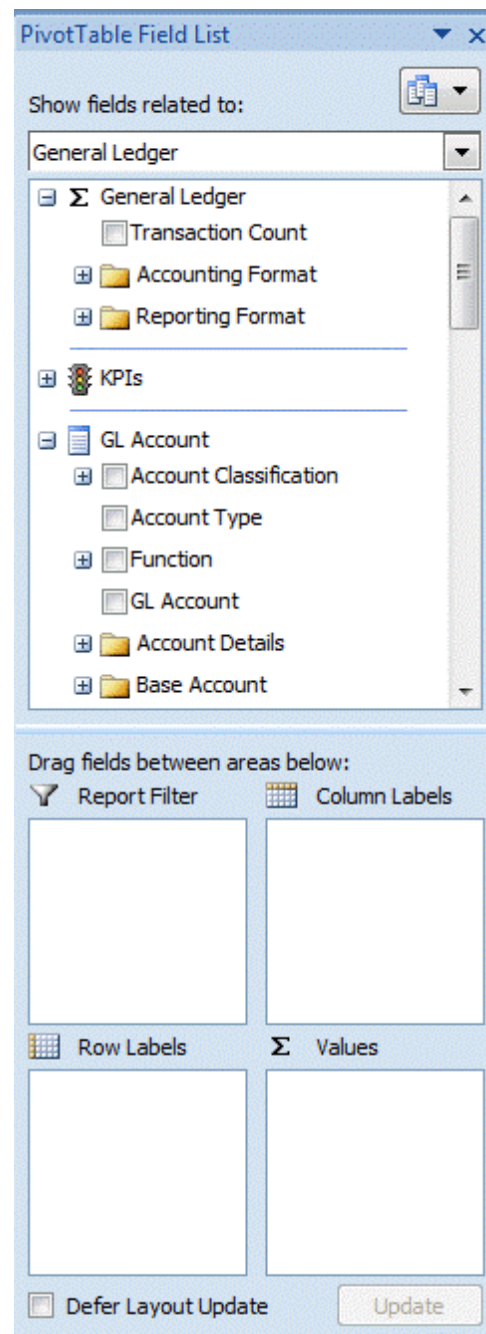 PivotTable Field List
Show fields related to:
General Ledger
Σ General Ledger
Transaction Count
Accounting Format
Reporting Format
KPIs
GL Account
Account Classification
Account Type
Function
GL Account
Account Details
Base Account
Drag fields between areas below:
Report Filter
Column Labels
Row Labels
Σ Values
Defer Layout Update
Update